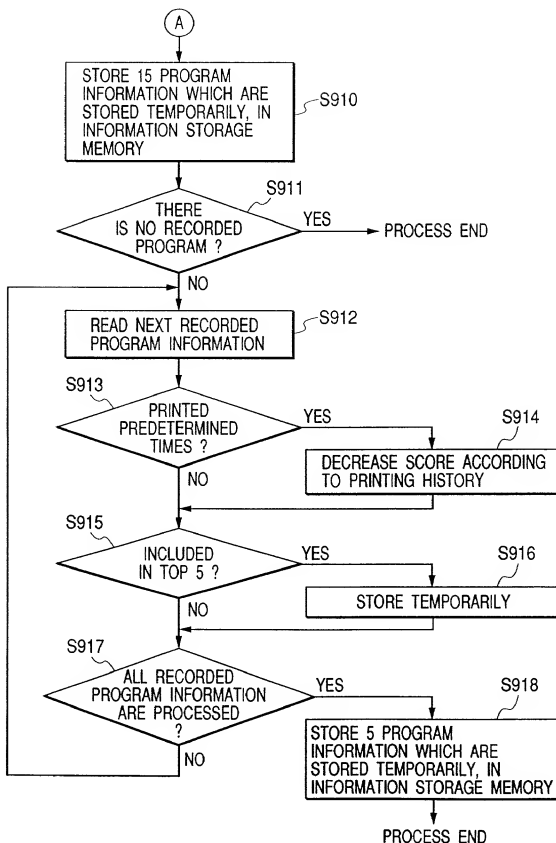 A
STORE 15 PROGRAM
INFORMATION WHICH ARE
STORED TEMPORARILY, IN
INFORMATION STORAGE
MEMORY
S910
S911
THERE
IS NO RECORDED
PROGRAM ?
YES
PROCESS END
NO
READ NEXT RECORDED
PROGRAM INFORMATION
S912
S913
PRINTED
PREDETERMINED
TIMES ?
YES
S914
DECREASE SCORE ACCORDING
TO PRINTING HISTORY
NO
S915
INCLUDED
IN TOP 5 ?
YES
S916
STORE TEMPORARILY
NO
S917
ALL RECORDED
PROGRAM INFORMATION
ARE PROCESSED
?
YES
S918
STORE 5 PROGRAM
INFORMATION WHICH ARE
STORED TEMPORARILY, IN
INFORMATION STORAGE MEMORY
NO
PROCESS END